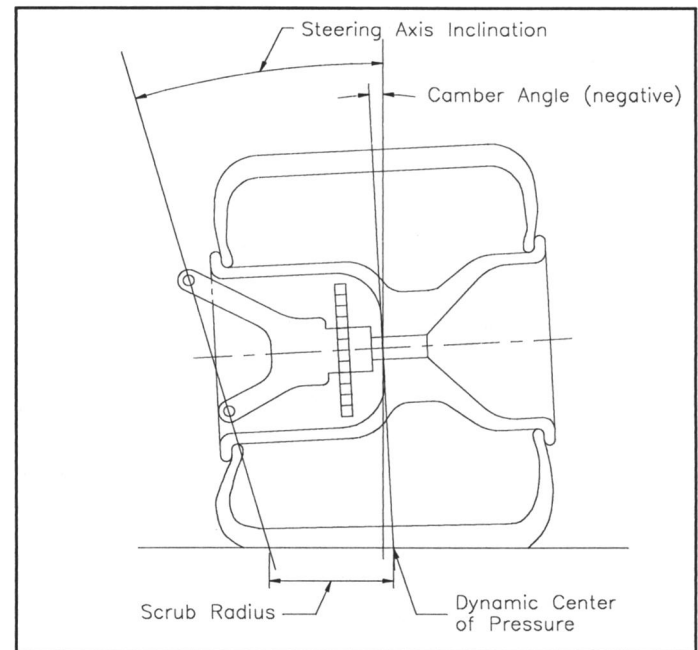 Steering Axis Inclination
Camber Angle (negative)
Scrub Radius
Dynamic Center
of Pressure